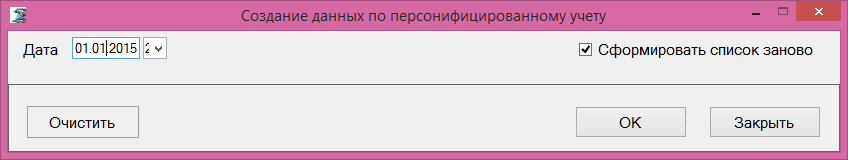 Создание данных по персонифицированному учету
Дата 01.01.2015 2 Сформировать список заново
Очистить OK Закрыть